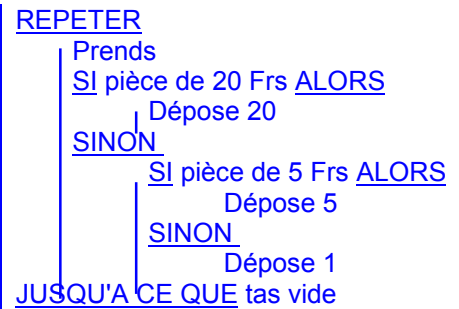 REPETER
Prends
SI pièce de 20 Frs ALORS
Dépose 20
SINON
SI pièce de 5 Frs ALORS
Dépose 5
SINON
Dépose 1
JUSQU'A CE QUE tas vide